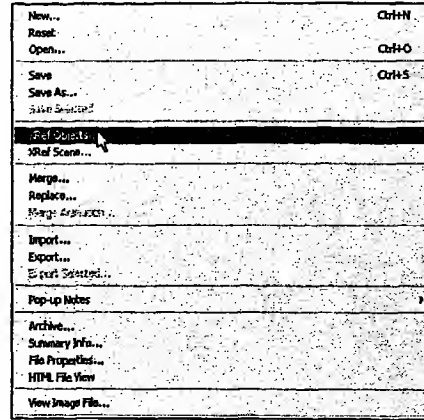 New... Ctrl+N
Reset
Open... Ctrl+O
Save Ctrl+S
Save As...
Save Selected
XRef Objects...
XRef Scene...
Merge...
Replace...
Merge Animation...
Import...
Export...
Export Selected...
Pop-up Notes
Archive...
Summary Info...
File Properties...
HTML File View
View Image File...